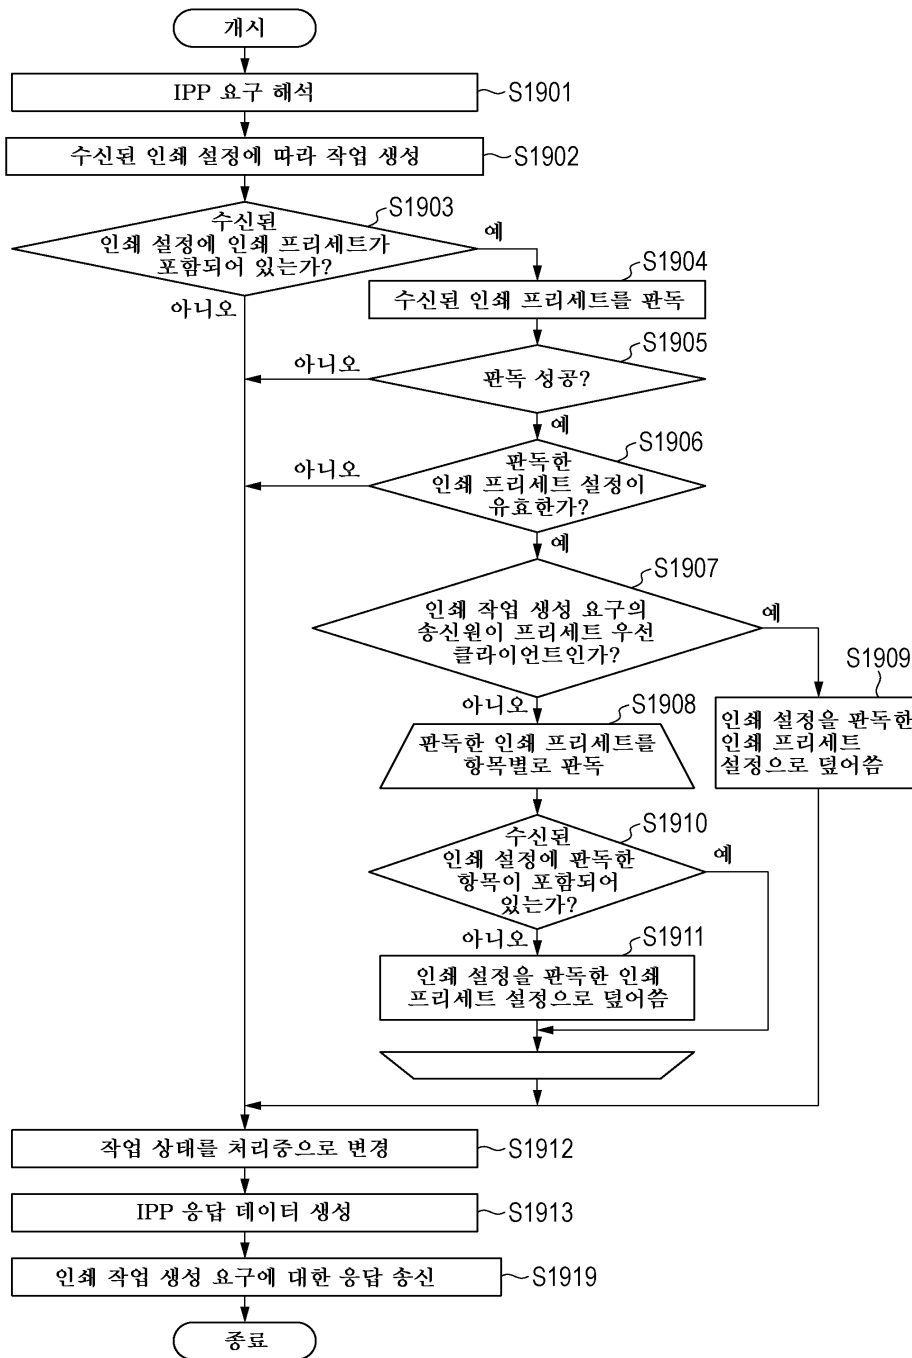 개시
IPP 요구 해석
S1901
수신된 인쇄 설정에 따라 작업 생성
S1902
수신된
인쇄 설정에 인쇄 프리세트가
포함되어 있는가?
S1903
예
아니오
S1904
수신된 인쇄 프리세트를 판독
S1905
판독 성공?
아니오
예
S1906
판독한
인쇄 프리세트 설정이
유효한가?
아니오
예
S1907
인쇄 작업 생성 요구의
송신원이 프리세트 우선
클라이언트인가?
예
아니오
S1908
판독한 인쇄 프리세트를
항목별로 판독
S1909
인쇄 설정을 판독한
인쇄 프리세트
설정으로 덮어씀
S1910
수신된
인쇄 설정에 판독한
항목이 포함되어
있는가?
예
아니오
S1911
인쇄 설정을 판독한 인쇄
프리세트 설정으로 덮어씀
작업 상태를 처리중으로 변경
S1912
IPP 응답 데이터 생성
S1913
인쇄 작업 생성 요구에 대한 응답 송신
S1919
종료